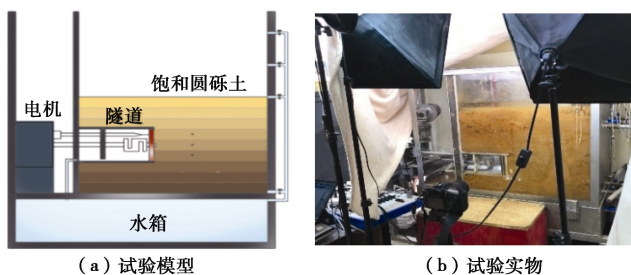 饱和圆砾土
电机
隧道
水箱
(a)试验模型
(b)试验实物